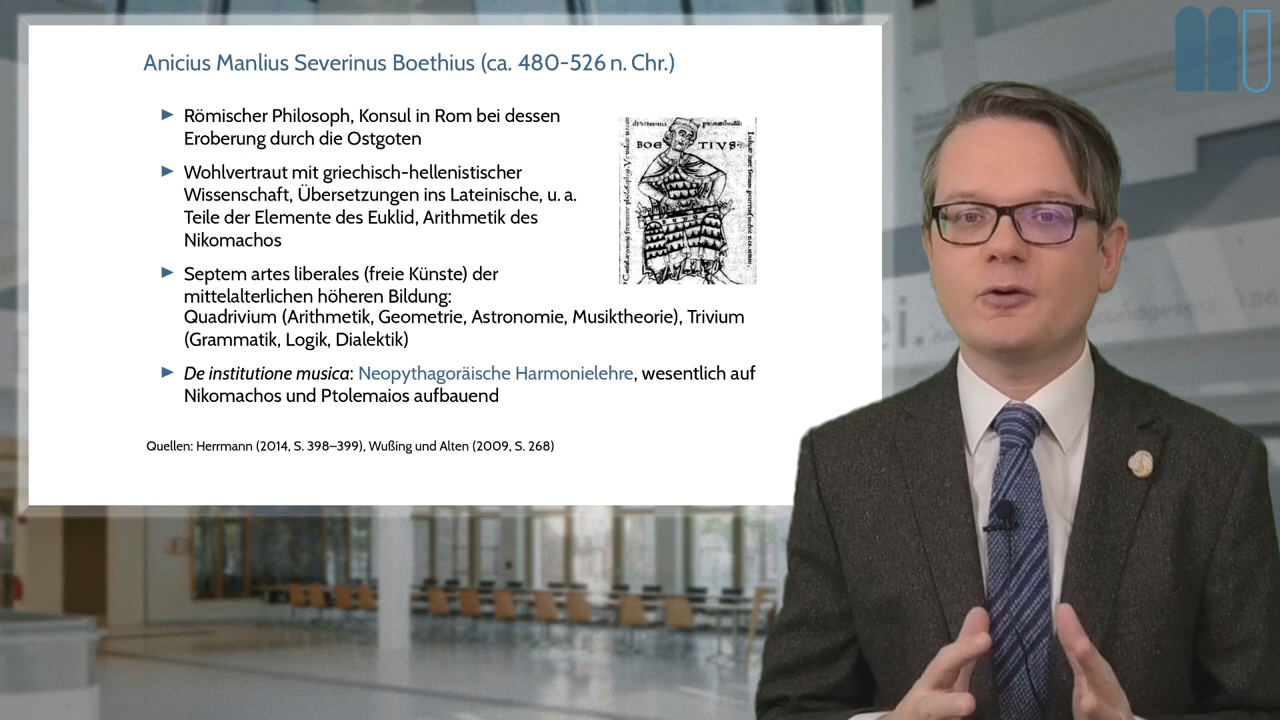 Anicius Manlius Severinus Boethius (ca. 480-526 n. Chr.)
Römischer Philosoph, Konsul in Rom bei dessen
Eroberung durch die Ostgoten
Wohlvertraut mit griechisch-hellenistischer
Wissenschaft, Übersetzungen ins Lateinische, u. a.
Teile der Elemente des Euklid, Arithmetik des
Nikomachos
Septem artes liberales (freie Künste) der
mittelalterlichen höheren Bildung:
Quadrivium (Arithmetik, Geometrie, Astronomie, Musiktheorie), Trivium
(Grammatik, Logik, Dialektik)
De institutione musica: Neopythagoräische Harmonielehre, wesentlich auf
Nikomachos und Ptolemaios aufbauend
Quellen: Herrmann (2014, S. 398–399), Wußing und Alten (2009, S. 268)
BOE TIVS